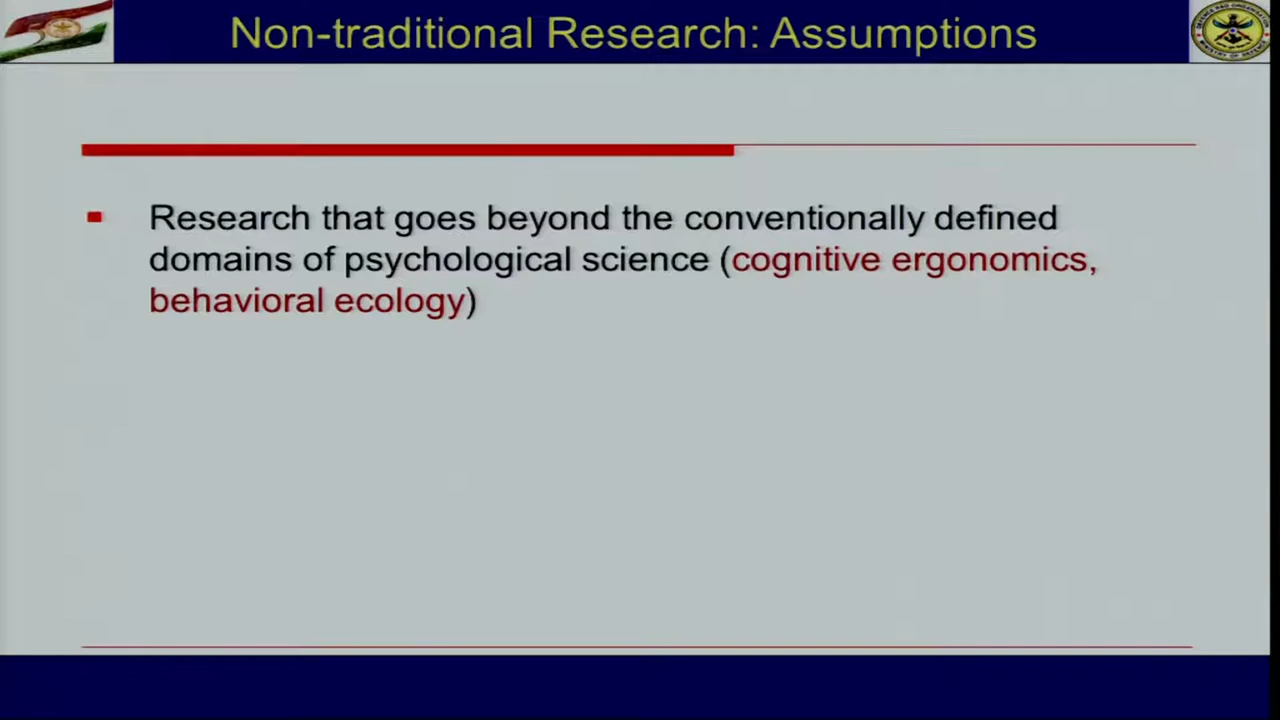 Non-traditional Research: Assumptions
Research that goes beyond the conventionally defined
domains of psychological science (cognitive ergonomics,
behavioral ecology)